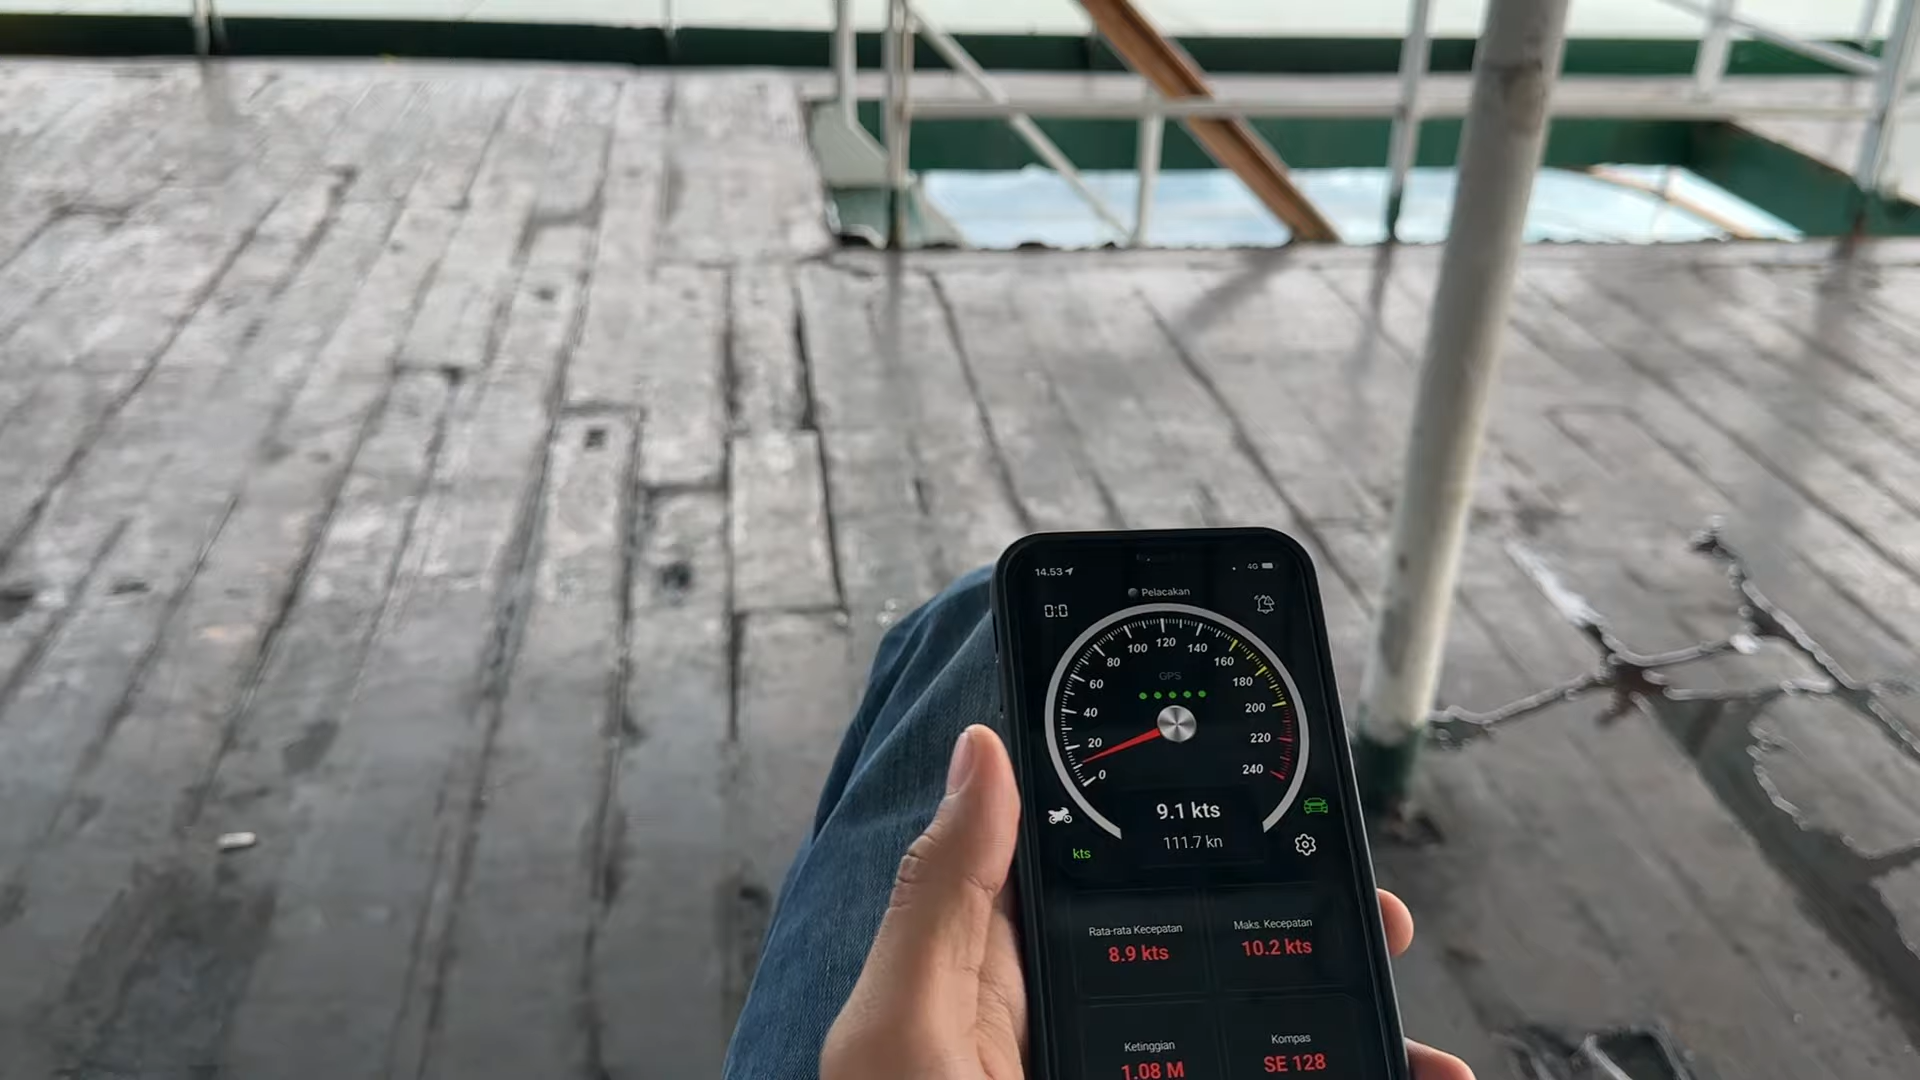 14.53
4G
Pelacakan
0:0
GPS
0
20
40
60
80
100
120
140
160
180
200
220
240
9.1 kts
111.7 kn
kts
Rata-rata Kecepatan
8.9 kts
Maks. Kecepatan
10.2 kts
Ketinggian
1.08 M
Kompas
SE 128